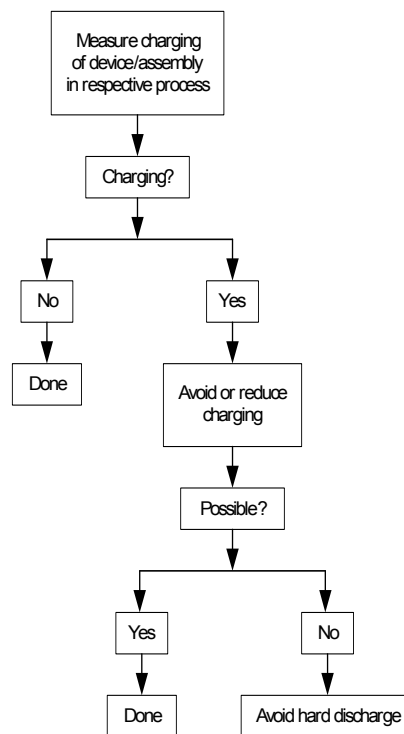 Measure charging
of device/assembly
in respective process
Charging?
No
Yes
Done
Avoid or reduce
charging
Possible?
Yes
No
Done
Avoid hard discharge